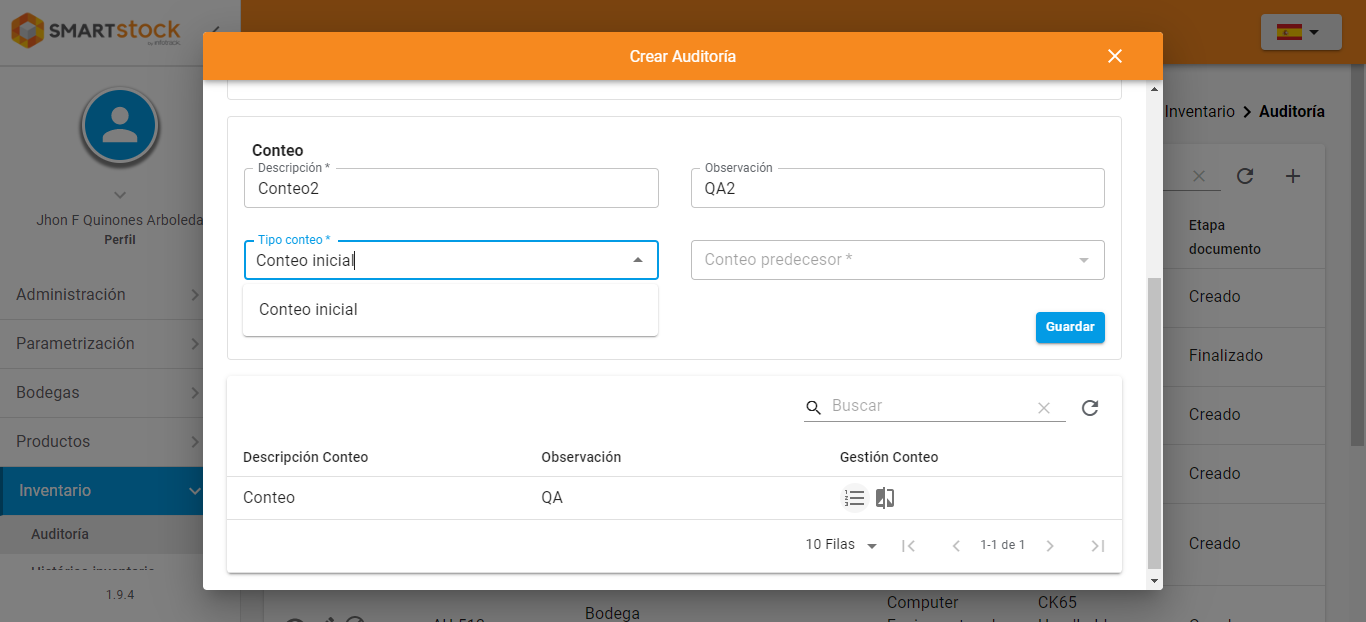 SMARTstock
by infotrack
Crear Auditoría
Inventario
Auditoría
Jhon F Quinones Arboleda
Perfil
Administración
Parametrización
Bodegas
Productos
Inventario
Auditoría
1.9.4
Conteo
Descripción *
Conteo2
Observación
QA2
Tipo conteo *
Conteo inicial
Conteo predecesor *
Conteo inicial
Guardar
Buscar
Descripción Conteo
Observación
Gestión Conteo
Conteo
QA
10 Filas
1-1 de 1
Etapa
documento
Creado
Finalizado
Creado
Creado
Creado
Bodega
Computer
CK65